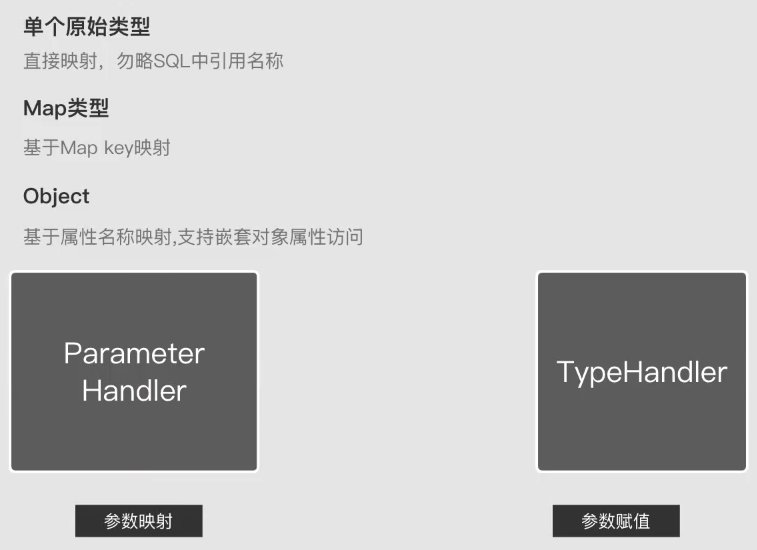 单个原始类型
直接映射，勿略SQL中引用名称
Map类型
基于Map key映射
Object
基于属性名称映射,支持嵌套对象属性访问
Parameter
Handler
TypeHandler
参数映射
参数赋值